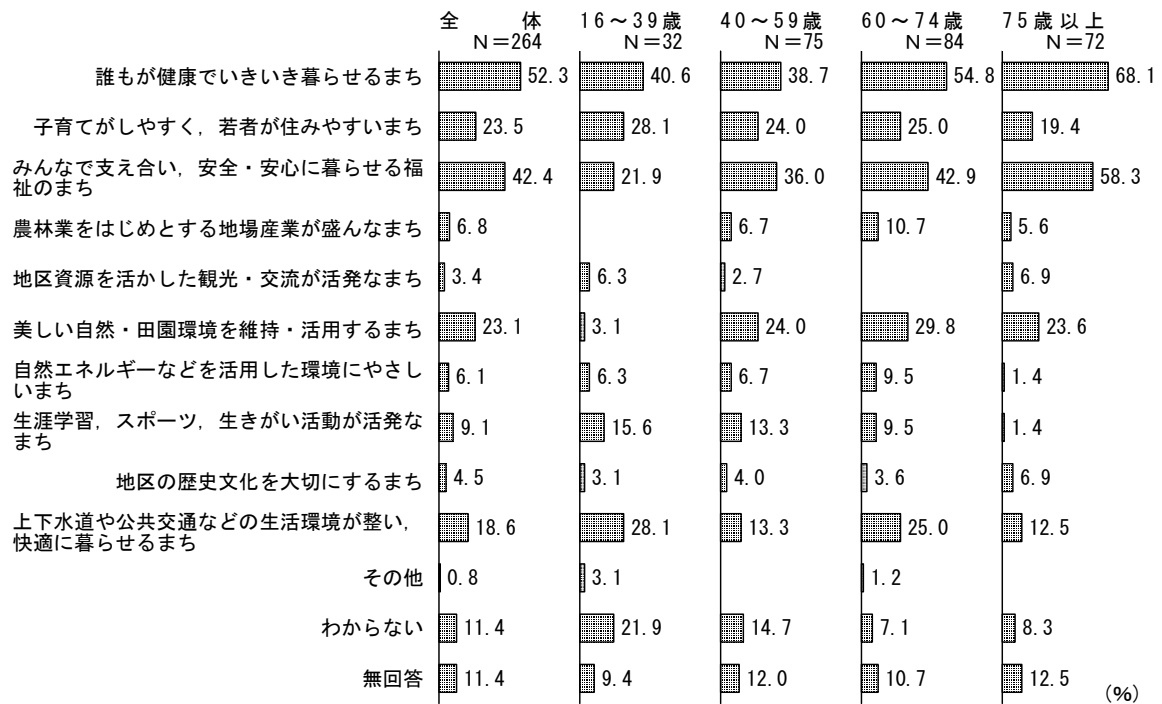 全　体　16～39歳　40～59歳　60～74歳　75歳以上
N=264　N=32　N=75　N=84　N=72
誰もが健康でいきいき暮らせるまち　52.3　40.6　38.7　54.8　68.1
子育てがしやすく，若者が住みやすいまち　23.5　28.1　24.0　25.0　19.4
みんなで支え合い，安全・安心に暮らせる福
祉のまち　42.4　21.9　36.0　42.9　58.3
農林業をはじめとする地場産業が盛んなまち　6.8　6.7　10.7　5.6
地区資源を活かした観光・交流が活発なまち　3.4　6.3　2.7　6.9
美しい自然・田園環境を維持・活用するまち　23.1　3.1　24.0　29.8　23.6
自然エネルギーなどを活用した環境にやさし
いまち　6.1　6.3　6.7　9.5　1.4
生涯学習，スポーツ，生きがい活動が活発な
まち　9.1　15.6　13.3　9.5　1.4
地区の歴史文化を大切にするまち　4.5　3.1　4.0　3.6　6.9
上下水道や公共交通などの生活環境が整い，
快適に暮らせるまち　18.6　28.1　13.3　25.0　12.5
その他　0.8　3.1　1.2
わからない　11.4　21.9　14.7　7.1　8.3
無回答　11.4　9.4　12.0　10.7　12.5
(%)